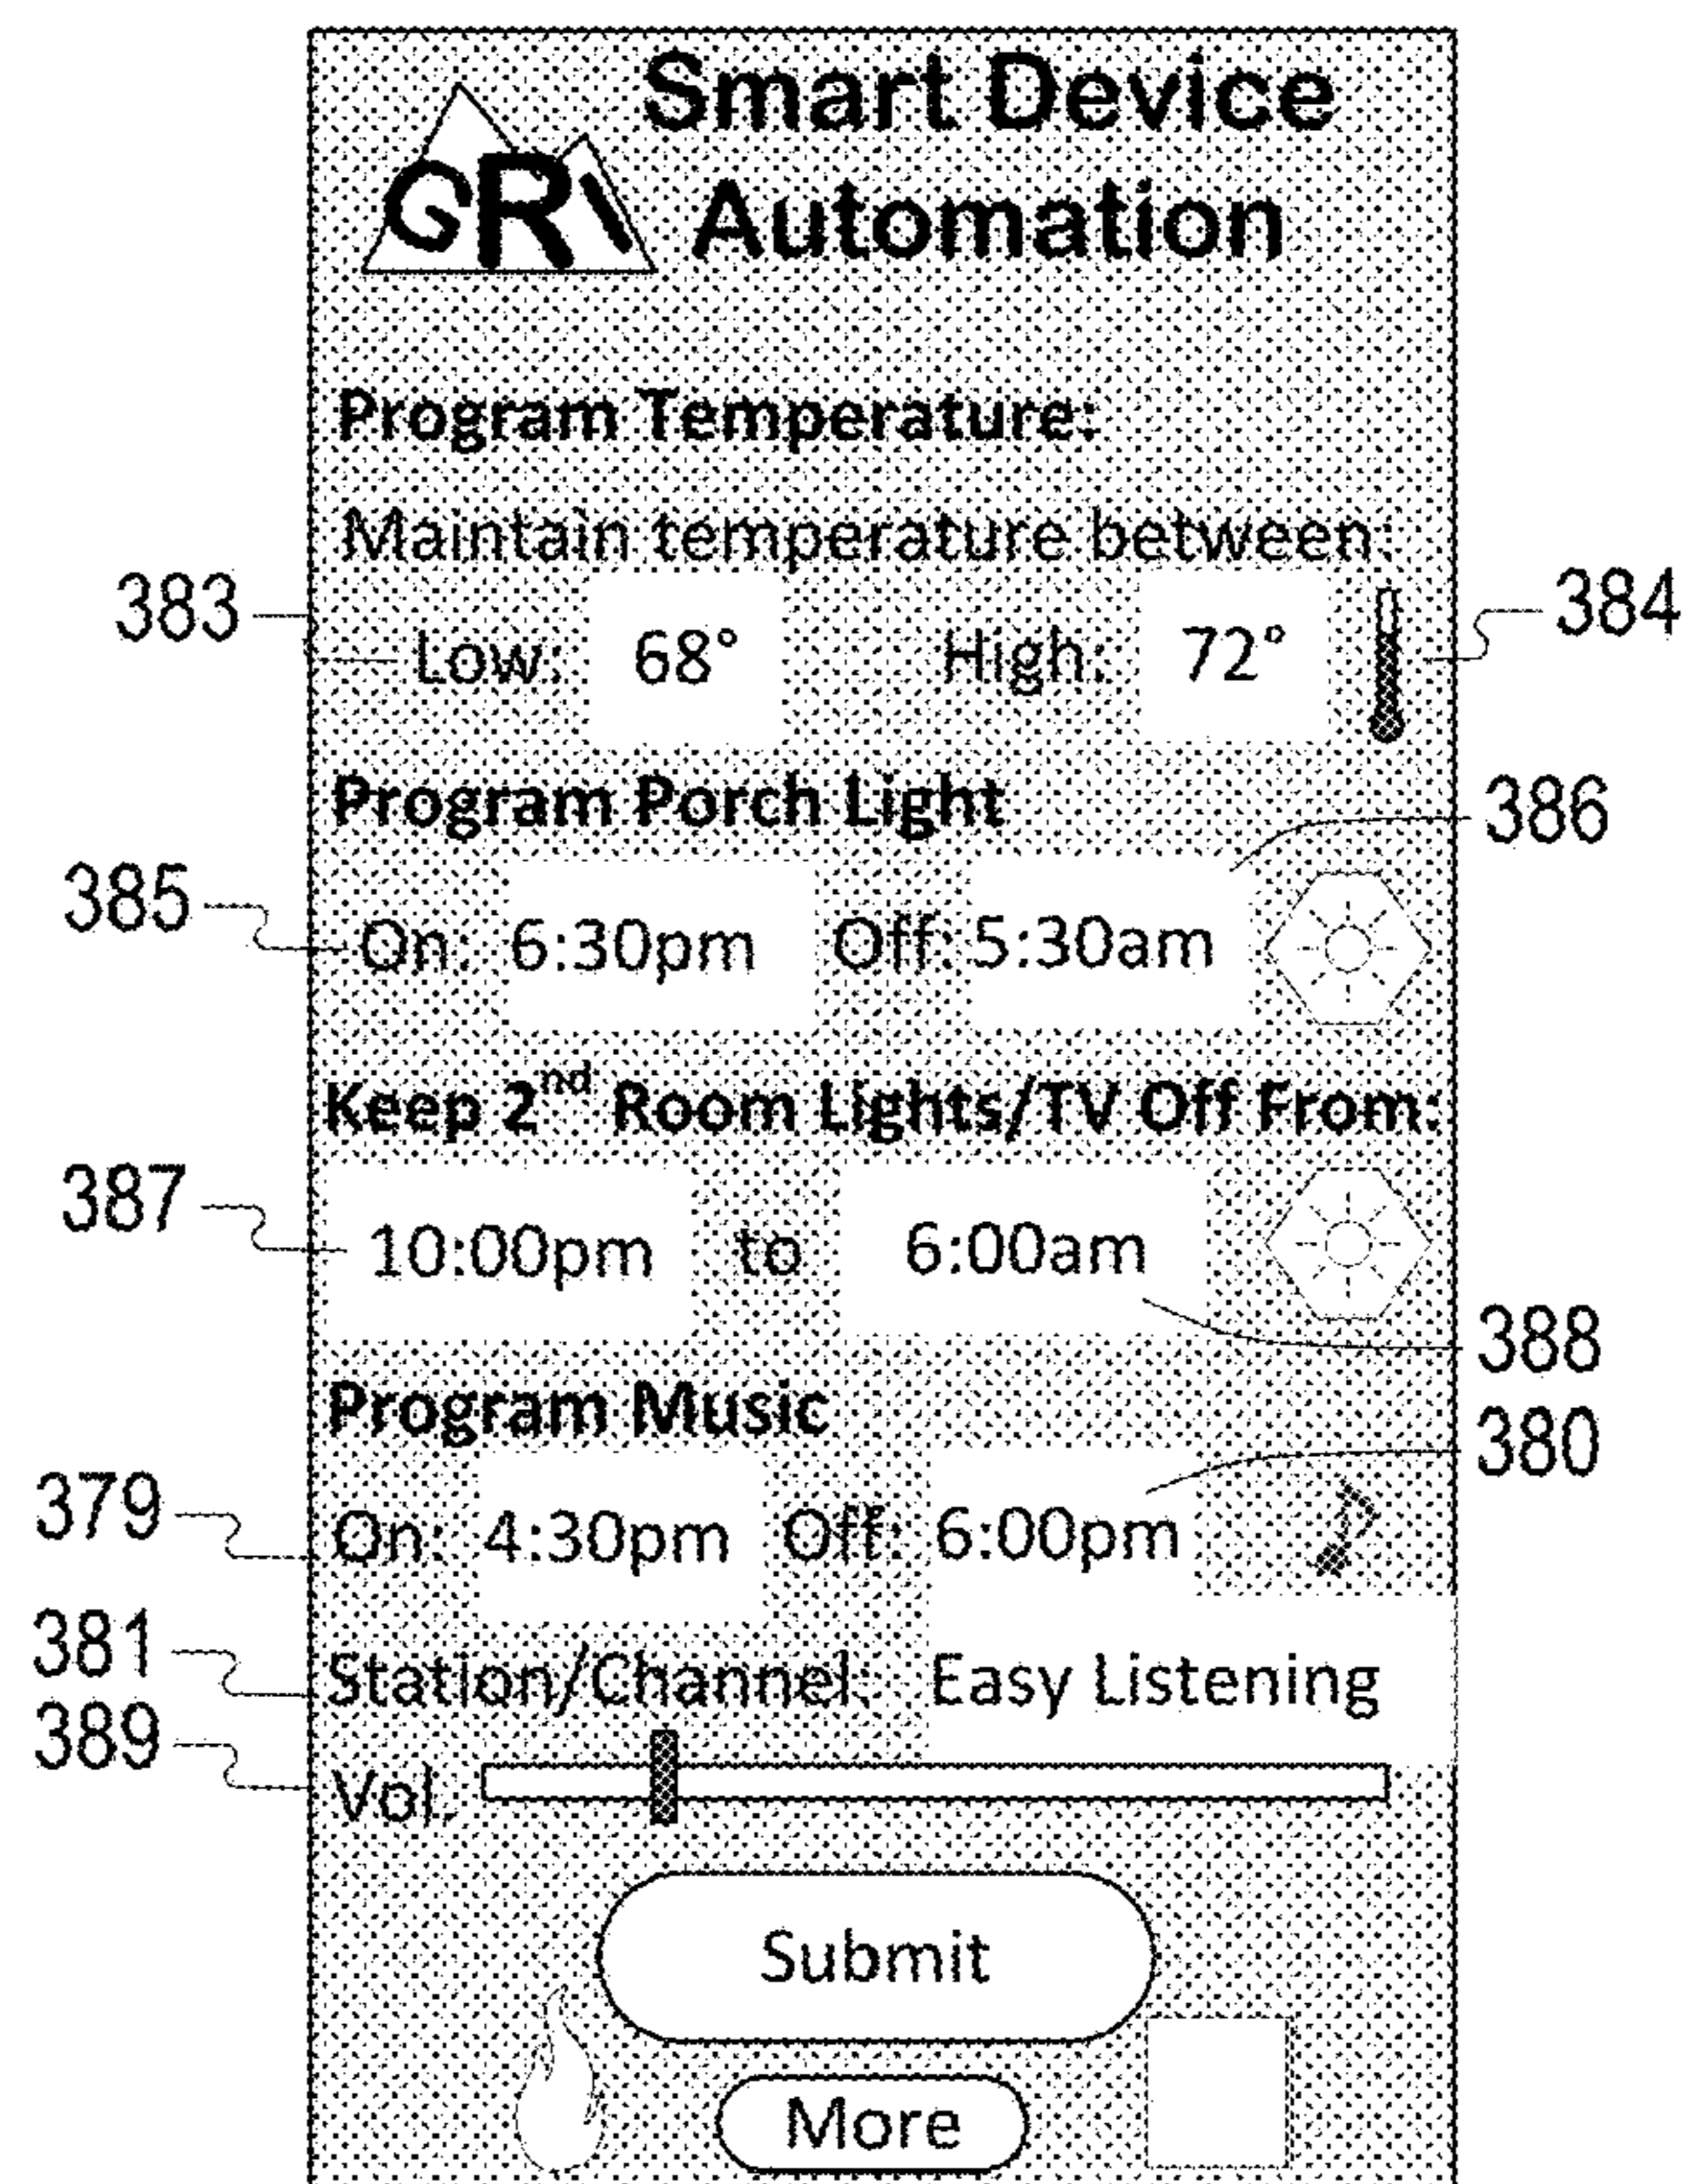 Smart Device
GRI Automation
Program Temperature:
Maintain temperature between:
383 Low: 68° High: 72° 384
Program Porch Light
386
385 On: 6:30pm Off: 5:30am
Keep 2nd Room Lights/TV Off From:
387 10:00pm to 6:00am
388
Program Music
380
379 On: 4:30pm Off: 6:00pm
381 Station/Channel: Easy Listening
389 Vol.
Submit
More